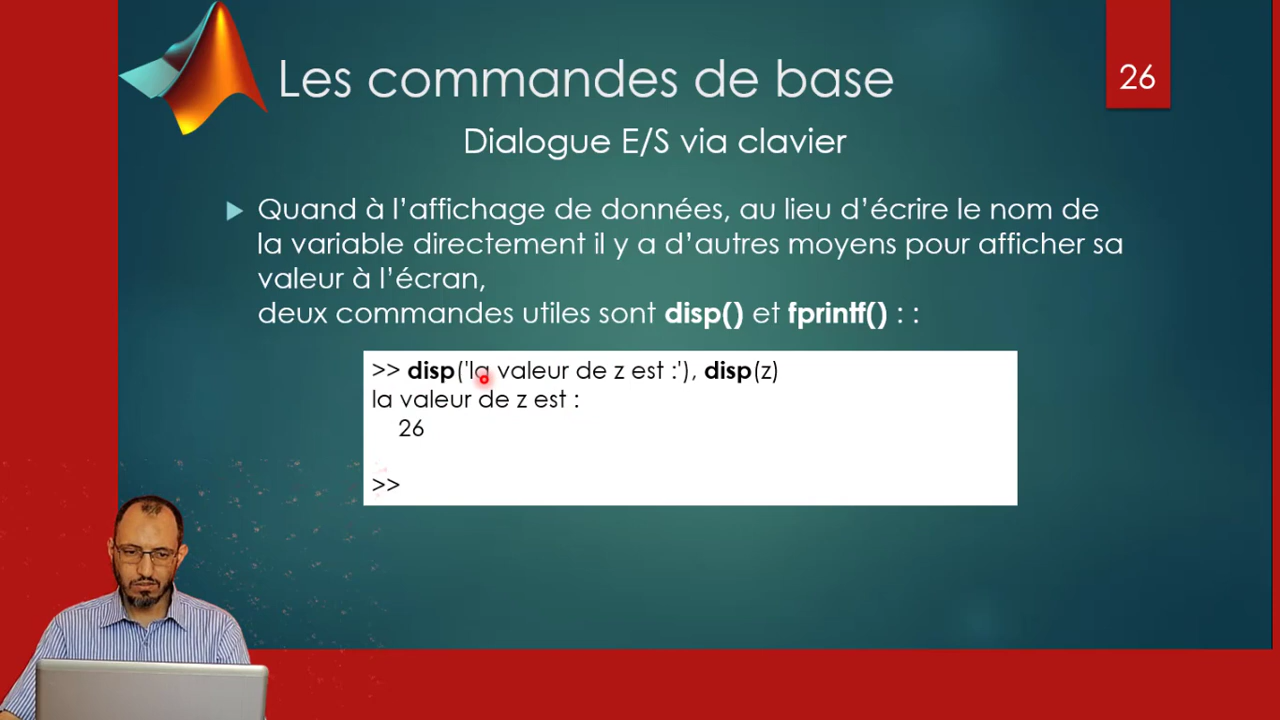 Les commandes de base
26
Dialogue E/S via clavier
Quand à l’affichage de données, au lieu d’écrire le nom de
la variable directement il y a d’autres moyens pour afficher sa
valeur à l’écran,
deux commandes utiles sont disp() et fprintf() : :
>> disp('la valeur de z est :'), disp(z)
la valeur de z est :
26
>>